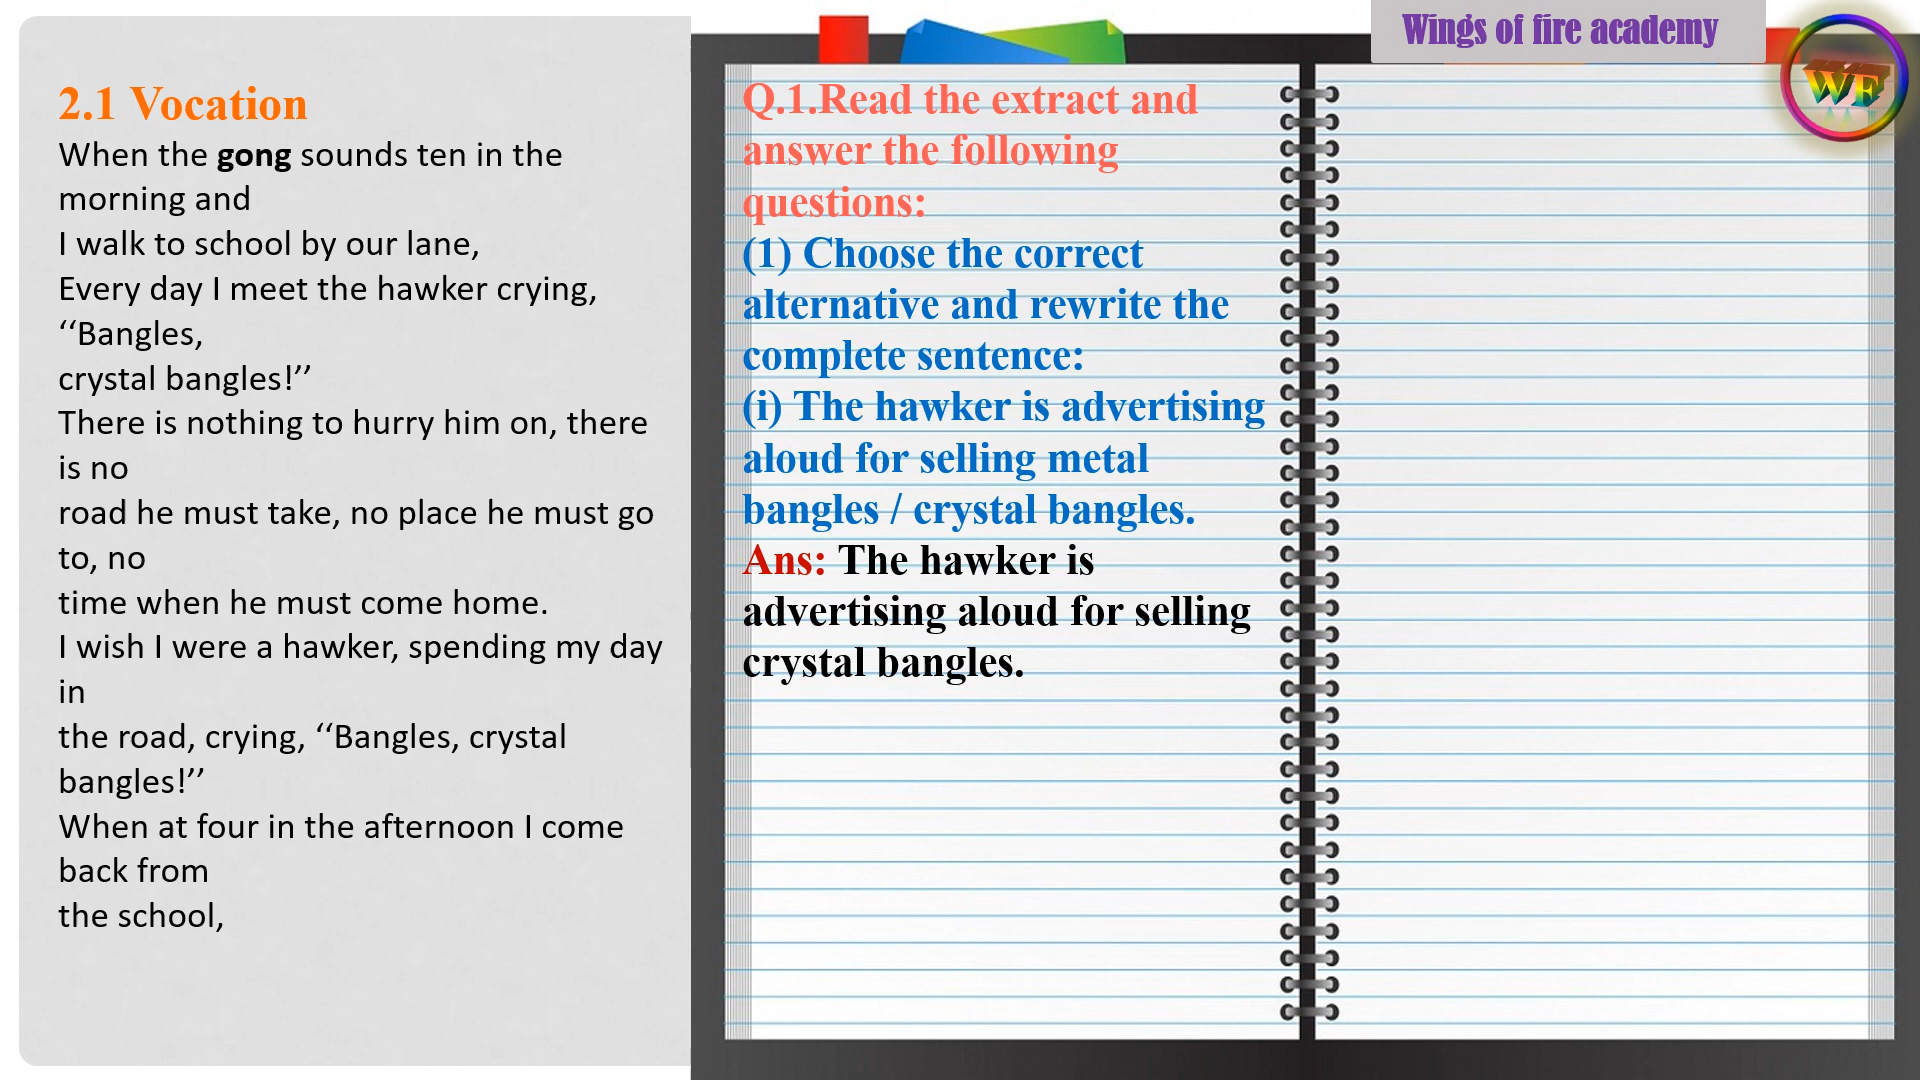 2.1 Vocation
When the gong sounds ten in the
morning and
I walk to school by our lane,
Every day I meet the hawker crying,
‘‘Bangles,
crystal bangles!’’
There is nothing to hurry him on, there
is no
road he must take, no place he must go
to, no
time when he must come home.
I wish I were a hawker, spending my day
in
the road, crying, ‘‘Bangles, crystal
bangles!’’
When at four in the afternoon I come
back from
the school,
Q.1.Read the extract and
answer the following
questions:
(1) Choose the correct
alternative and rewrite the
complete sentence:
(i) The hawker is advertising
aloud for selling metal
bangles / crystal bangles.
Ans: The hawker is
advertising aloud for selling
crystal bangles.
Wings of fire academy
WF